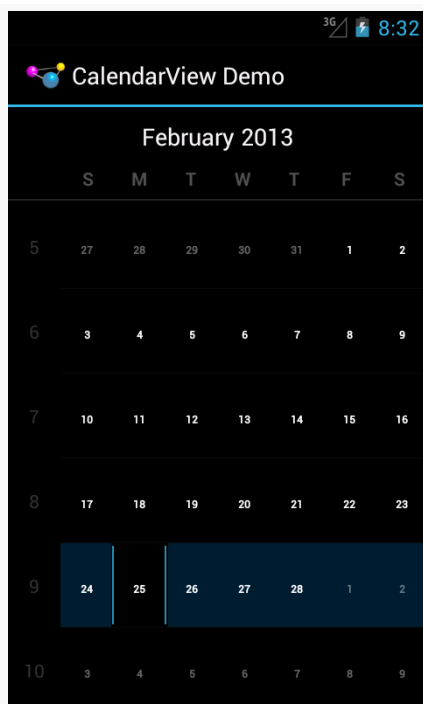 3G 8:32
CalendarView Demo
February 2013
S M T W T F S
5 27 28 29 30 31 1 2
6 3 4 5 6 7 8 9
7 10 11 12 13 14 15 16
8 17 18 19 20 21 22 23
9 24 25 26 27 28 1 2
10 3 4 5 6 7 8 9